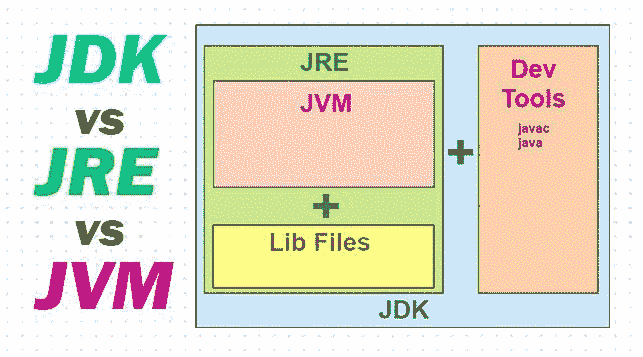 JDK
vs
JRE
vs
JVM
JRE
JVM
+
Lib Files
+
Dev
Tools
javac
java
JDK